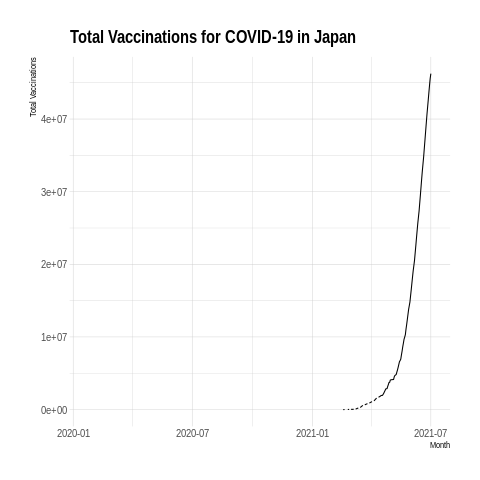 Total Vaccinations for COVID-19 in Japan
Total Vaccinations
4e+07
3e+07
2e+07
1e+07
0e+00
2020-01 2020-07 2021-01 2021-07
Month